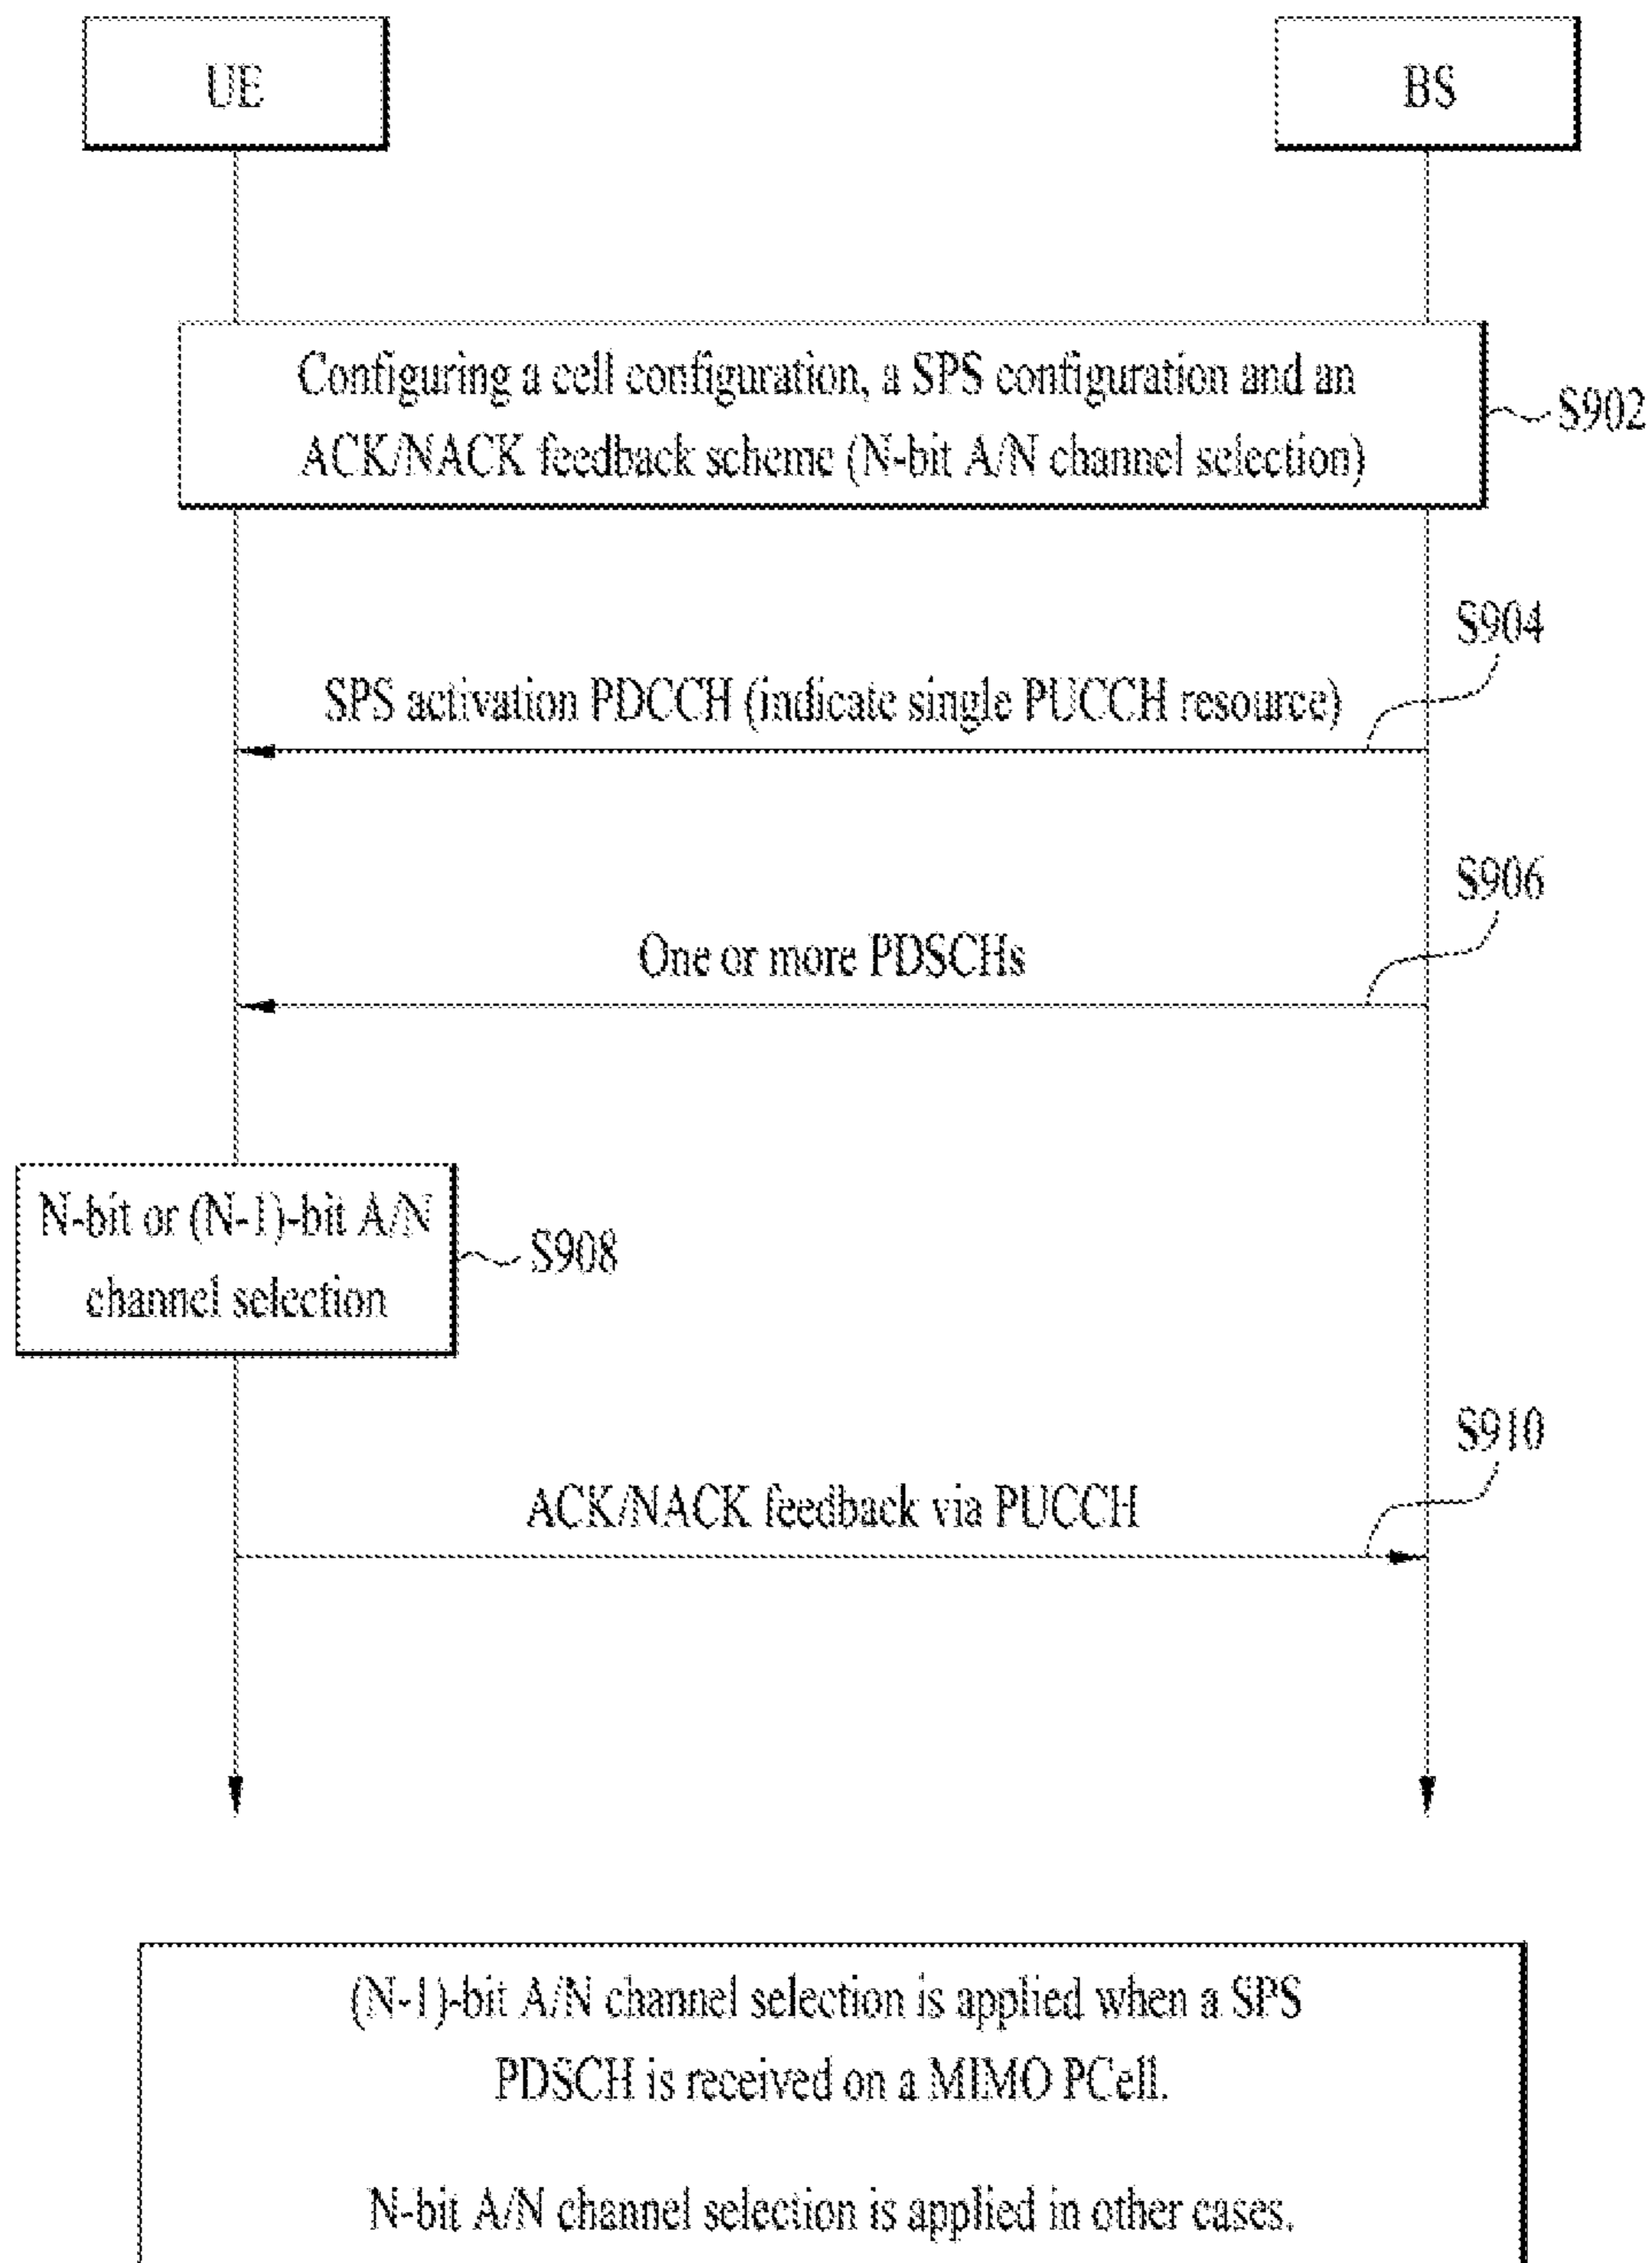 UE
BS
Configuring a cell configuration, a SPS configuration and an
ACK/NACK feedback scheme (N-bit A/N channel selection)
S902
S904
SPS activation PDCCH (indicate single PUCCH resource)
S906
One or more PDSCHs
N-bit or (N-1)-bit A/N
channel selection
S908
S910
ACK/NACK feedback via PUCCH
(N-1)-bit A/N channel selection is applied when a SPS
PDSCH is received on a MIMO PCell.
N-bit A/N channel selection is applied in other cases.